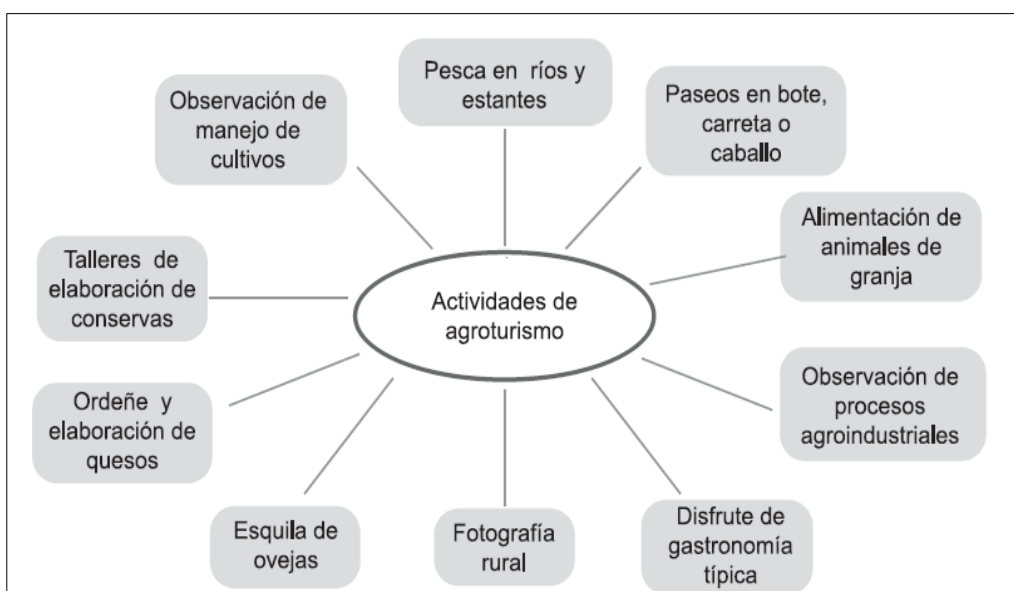 Pesca en ríos y
estantes
Paseos en bote,
carreta o
caballo
Observación de
manejo de
cultivos
Alimentación de
animales de
granja
Talleres de
elaboración de
conservas
Actividades de
agroturismo
Observación de
procesos
agroindustriales
Ordeñe y
elaboración de
quesos
Esquila de
ovejas
Fotografía
rural
Disfrute de
gastronomía
típica